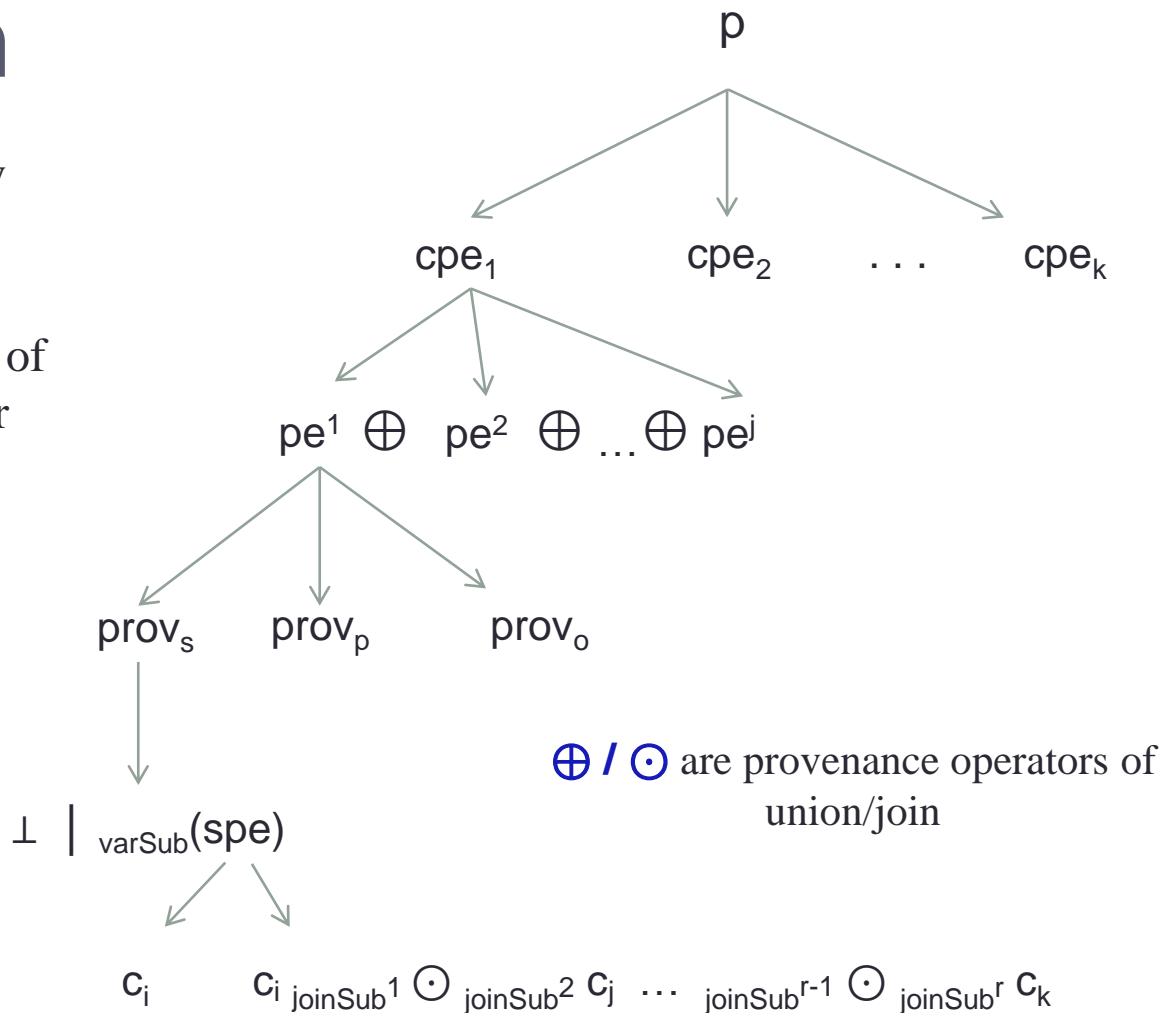 p
cpe₁ cpe₂ . . . cpeₖ
of
pe¹ ⊕ pe² ⊕ … ⊕ peʲ
provₛ provₚ provₒ
⊕ / ⊙ are provenance operators of
union/join
⊥ | varSub(spe)
cᵢ cᵢ joinSub¹ ⊙ joinSub² cⱼ … joinSubʳ⁻¹ ⊙ joinSubʳ cₖ